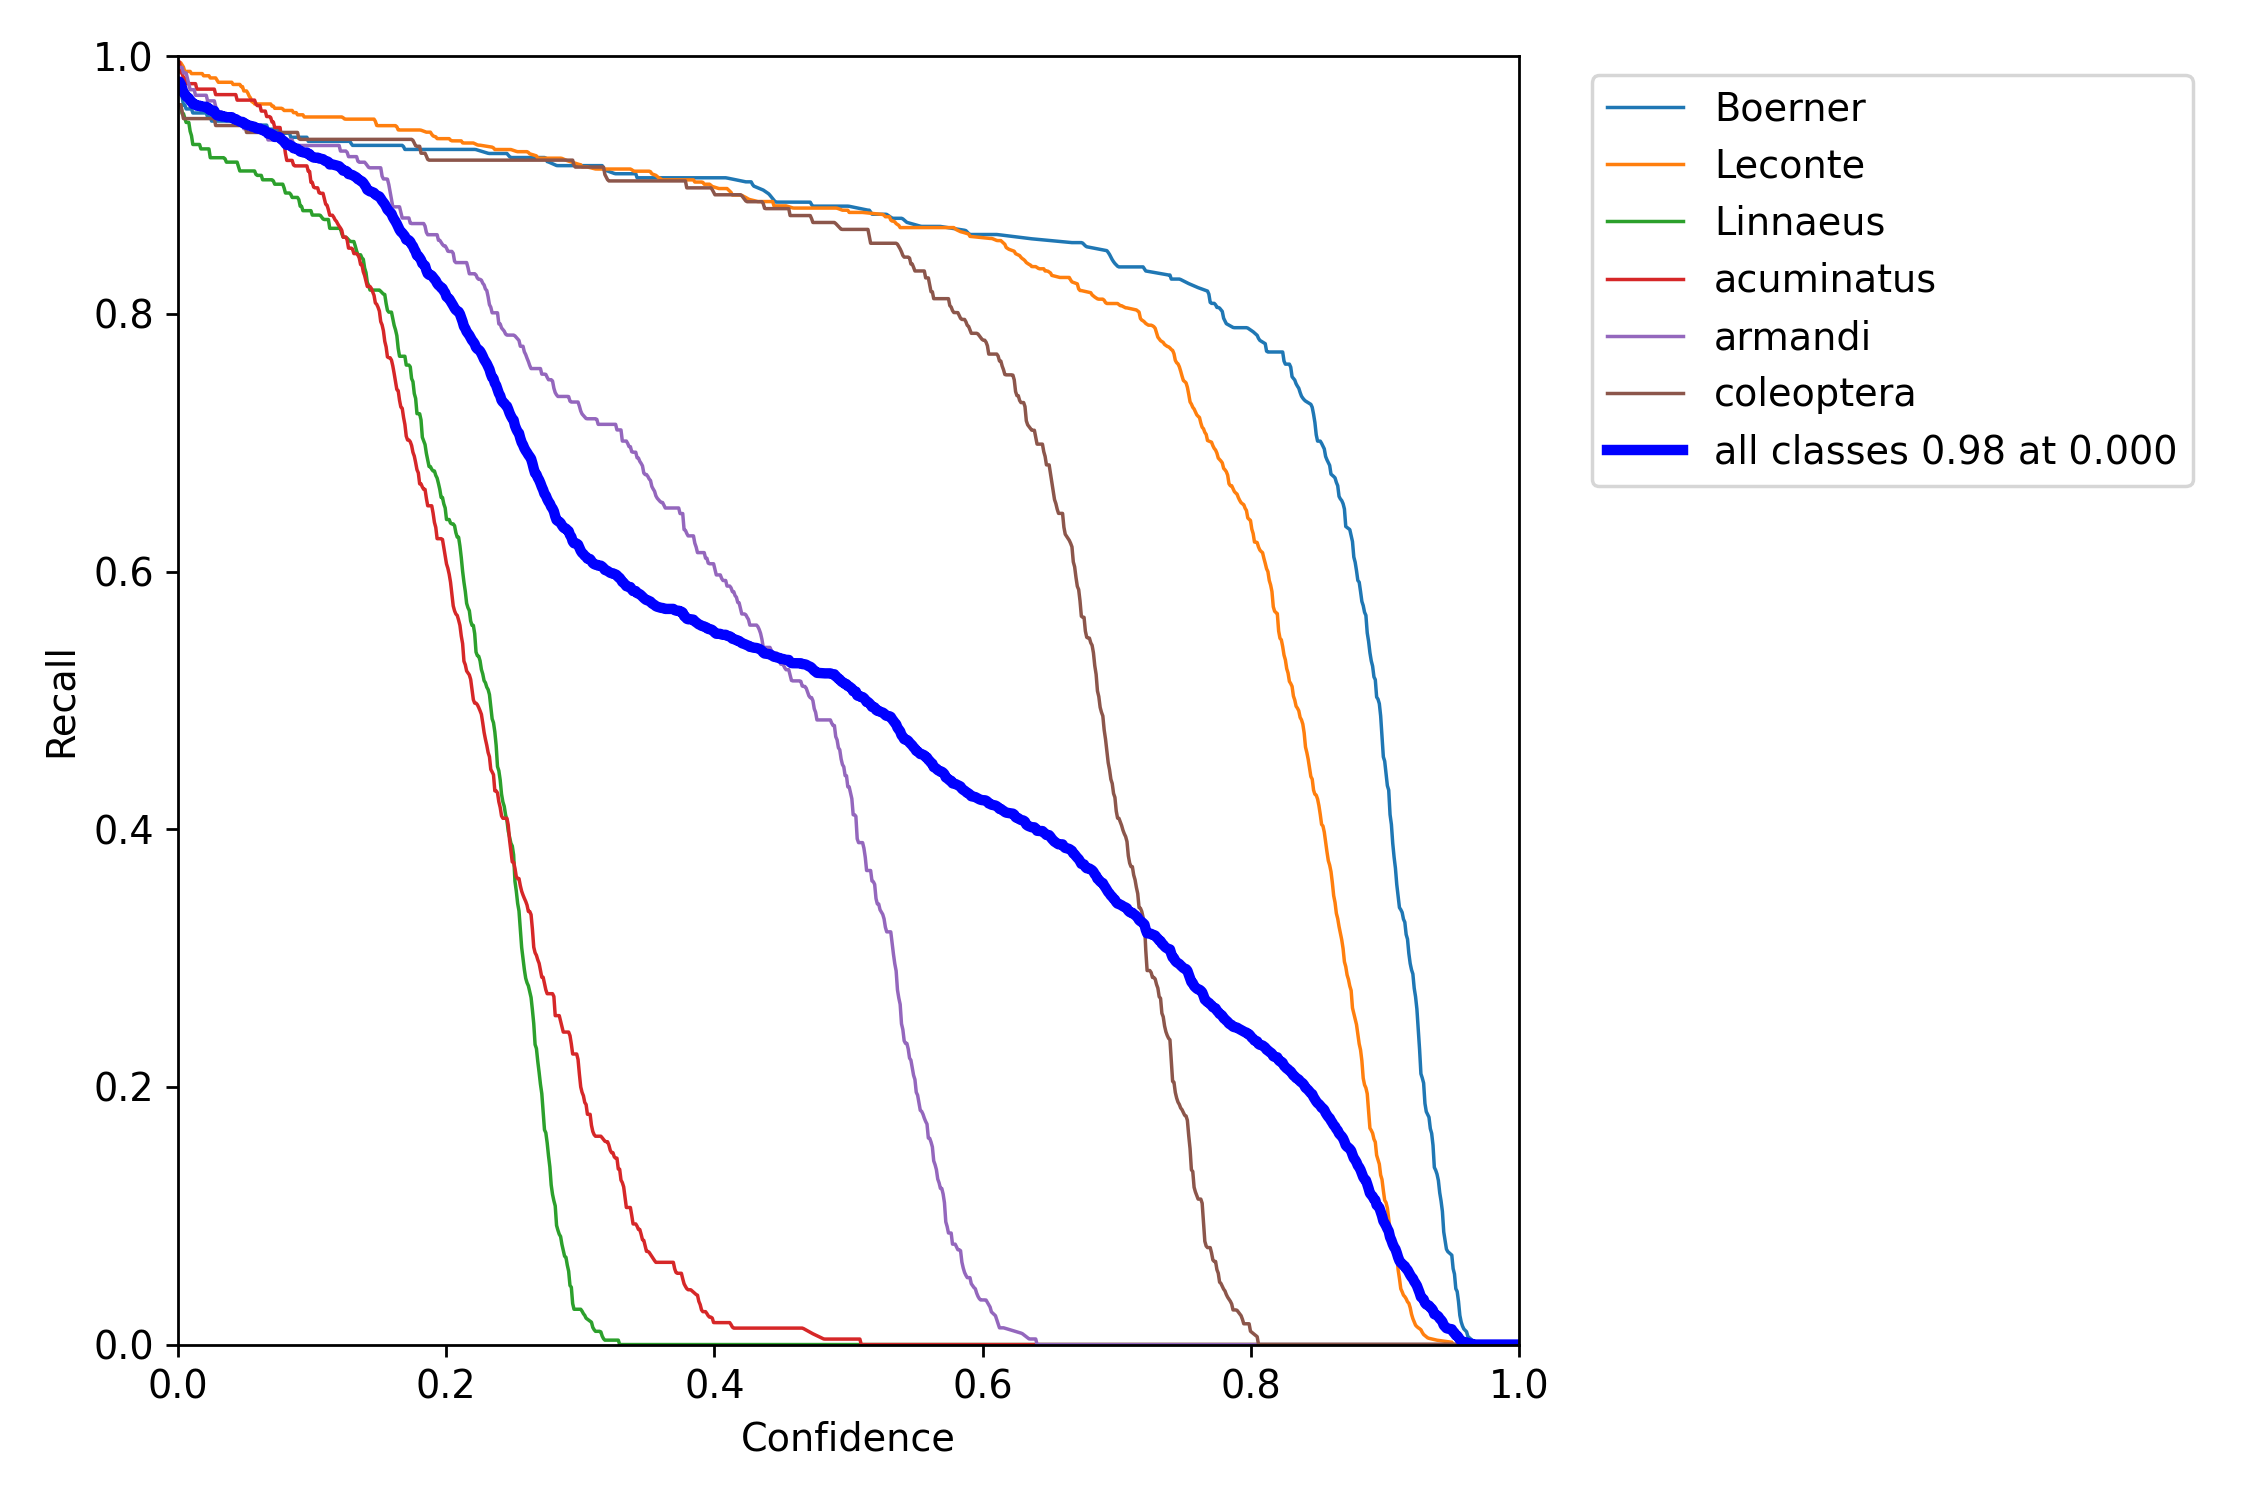 1.0
0.8
0.6
0.4
0.2
0.0
Recall
0.0 0.2 0.4 0.6 0.8 1.0
Confidence
Boerner
Leconte
Linnaeus
acuminatus
armandi
coleoptera
all classes 0.98 at 0.000